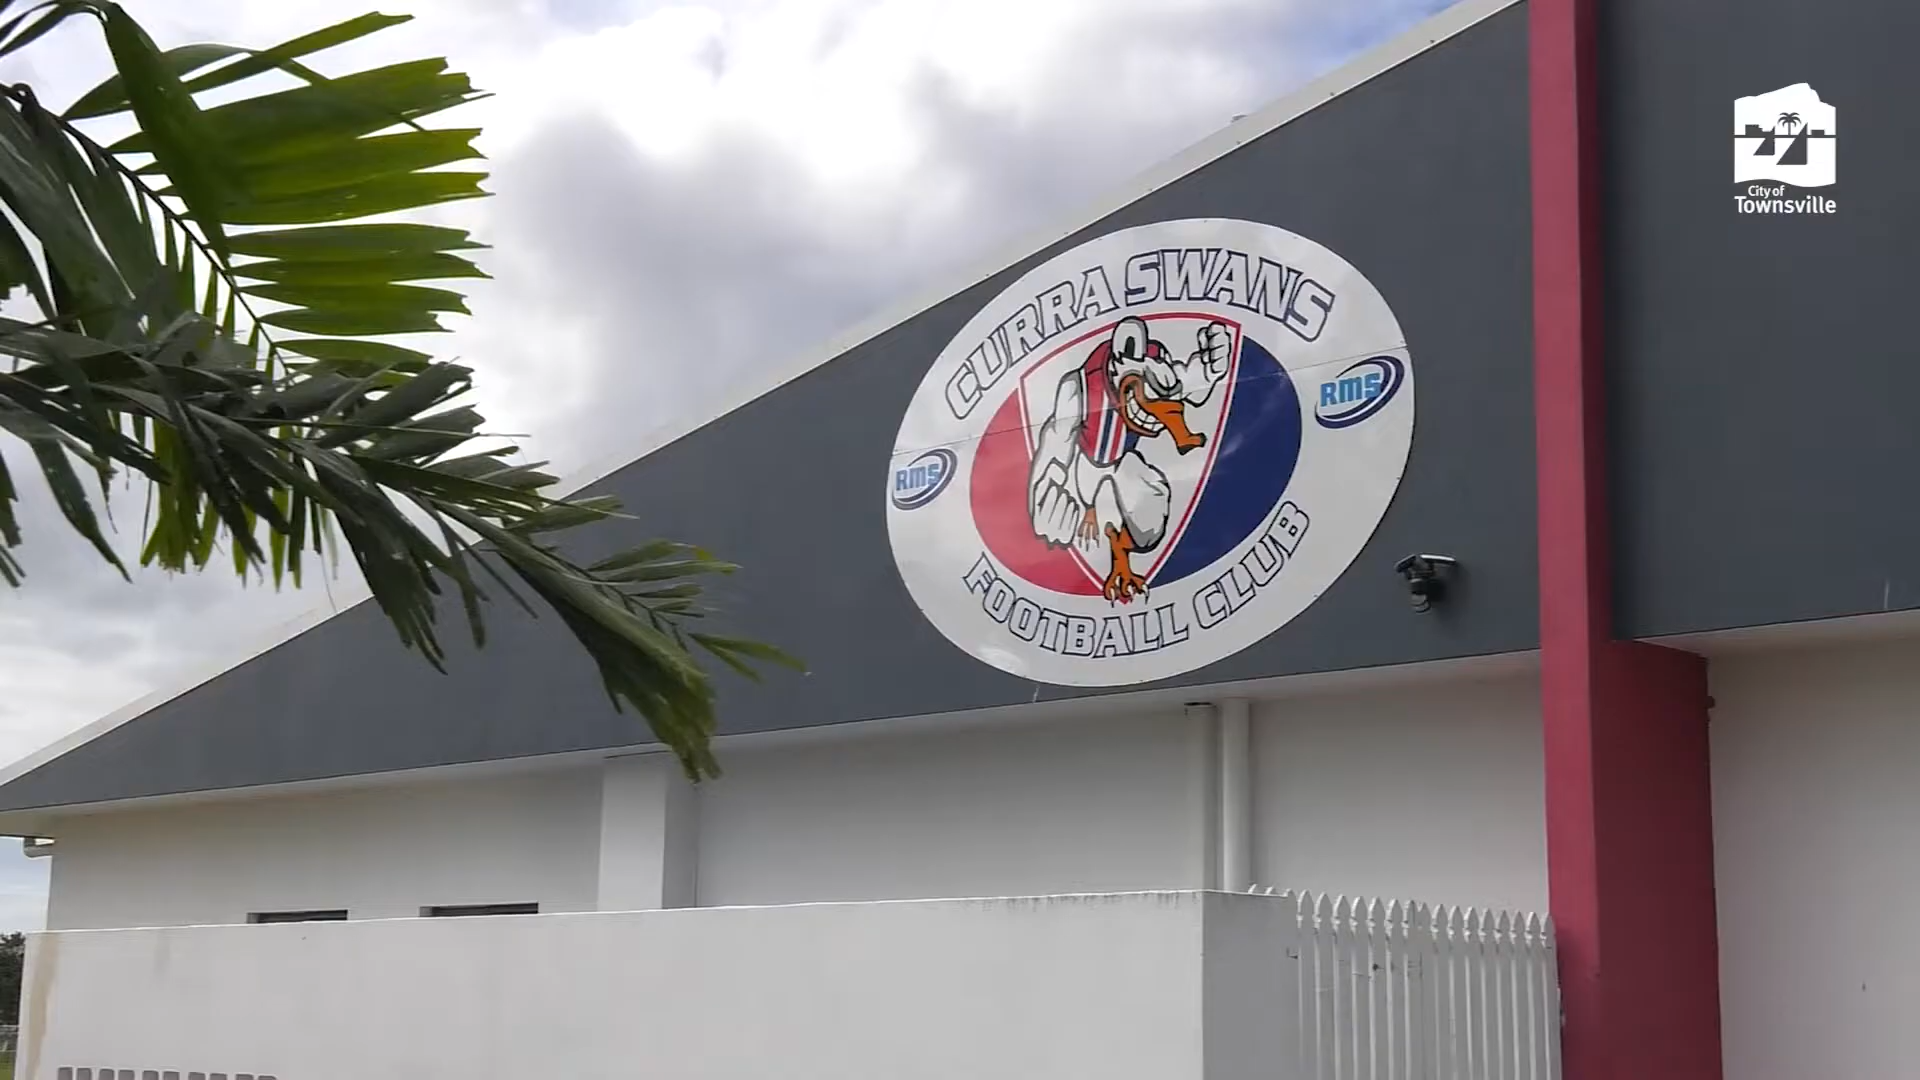 City of
Townsville
CURRA SWANS
RMS
RMS
FOOTBALL CLUB